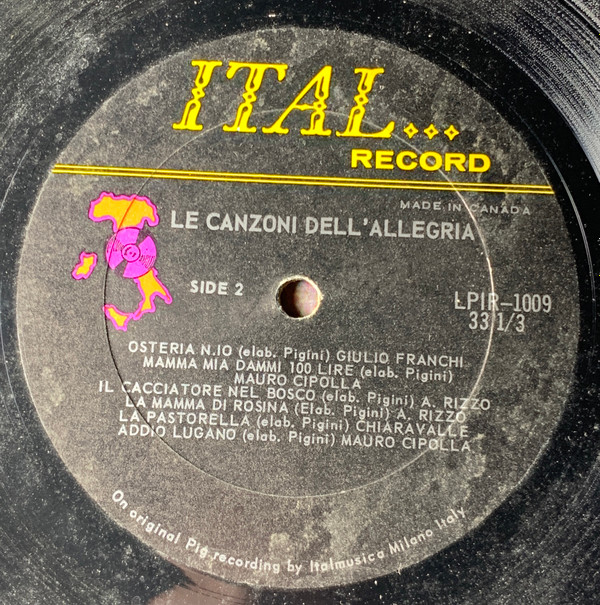 ITAL...
RECORD
MADE IN CANADA
LE CANZONI DELL'ALLEGRIA
SIDE 2
LPIR-1009
33 1/3
OSTERIA N.10 (elab. Pigini) GIULIO FRANCHI
MAMMA MIA DAMMI 100 LIRE (elab. Pigini)
MAURO CIPOLLA
IL CACCIATORE NEL BOSCO (elab. Pigini) A. RIZZO
LA MAMMA DI ROSINA (Elab. Pigini) A. RIZZO
LA PASTORELLA (elab. Pigini) CHIARAVALLE
ADDIO LUGANO (elab. Pigini) MAURO CIPOLLA
On original Pig recording by Italmusica Milano Italy